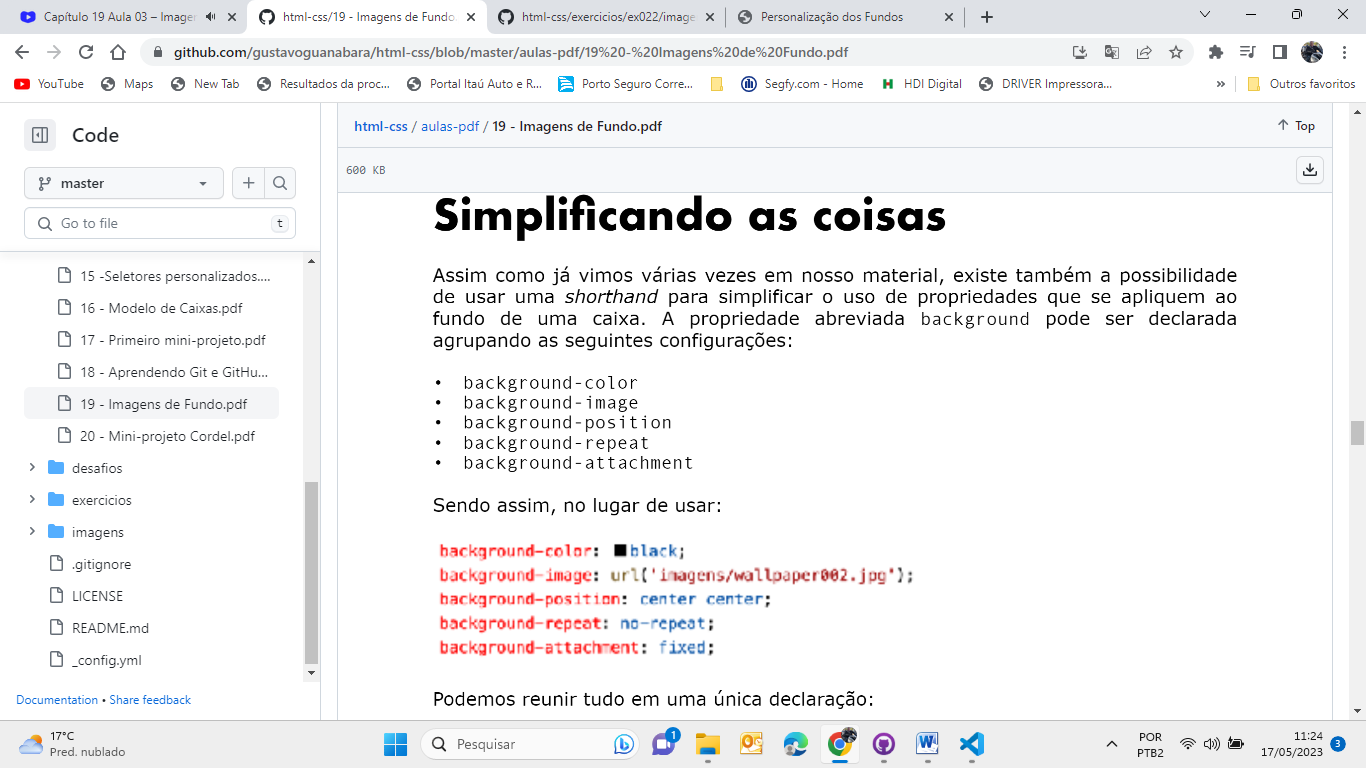 Capítulo 19 Aula 03 – Imagen
html-css/19 - Imagens de Fundo.
html-css/exercicios/ex022/image
Personalização dos Fundos
github.com/gustavoguanabara/html-css/blob/master/aulas-pdf/19%20-%20Imagens%20de%20Fundo.pdf
YouTube
Maps
New Tab
Resultados da proc...
Portal Itaú Auto e R...
Porto Seguro Corre...
Segfy.com - Home
HDI Digital
DRIVER Impressora...
»
Outros favoritos
Code
master
Go to file
t
15 -Seletores personalizados....
16 - Modelo de Caixas.pdf
17 - Primeiro mini-projeto.pdf
18 - Aprendendo Git e GitHu...
19 - Imagens de Fundo.pdf
20 - Mini-projeto Cordel.pdf
desafios
exercicios
imagens
.gitignore
LICENSE
README.md
_config.yml
Documentation • Share feedback
html-css / aulas-pdf / 19 - Imagens de Fundo.pdf
Top
600 KB
Simplificando as coisas
Assim como já vimos várias vezes em nosso material, existe também a possibilidade
de usar uma shorthand para simplificar o uso de propriedades que se apliquem ao
fundo de uma caixa. A propriedade abreviada background pode ser declarada
agrupando as seguintes configurações:
• background-color
• background-image
• background-position
• background-repeat
• background-attachment
Sendo assim, no lugar de usar:
background-color: black;
background-image: url('imagens/wallpaper002.jpg');
background-position: center center;
background-repeat: no-repeat;
background-attachment: fixed;
Podemos reunir tudo em uma única declaração:
17°C
Pred. nublado
Pesquisar
1
POR
PTB2
11:24
17/05/2023
3